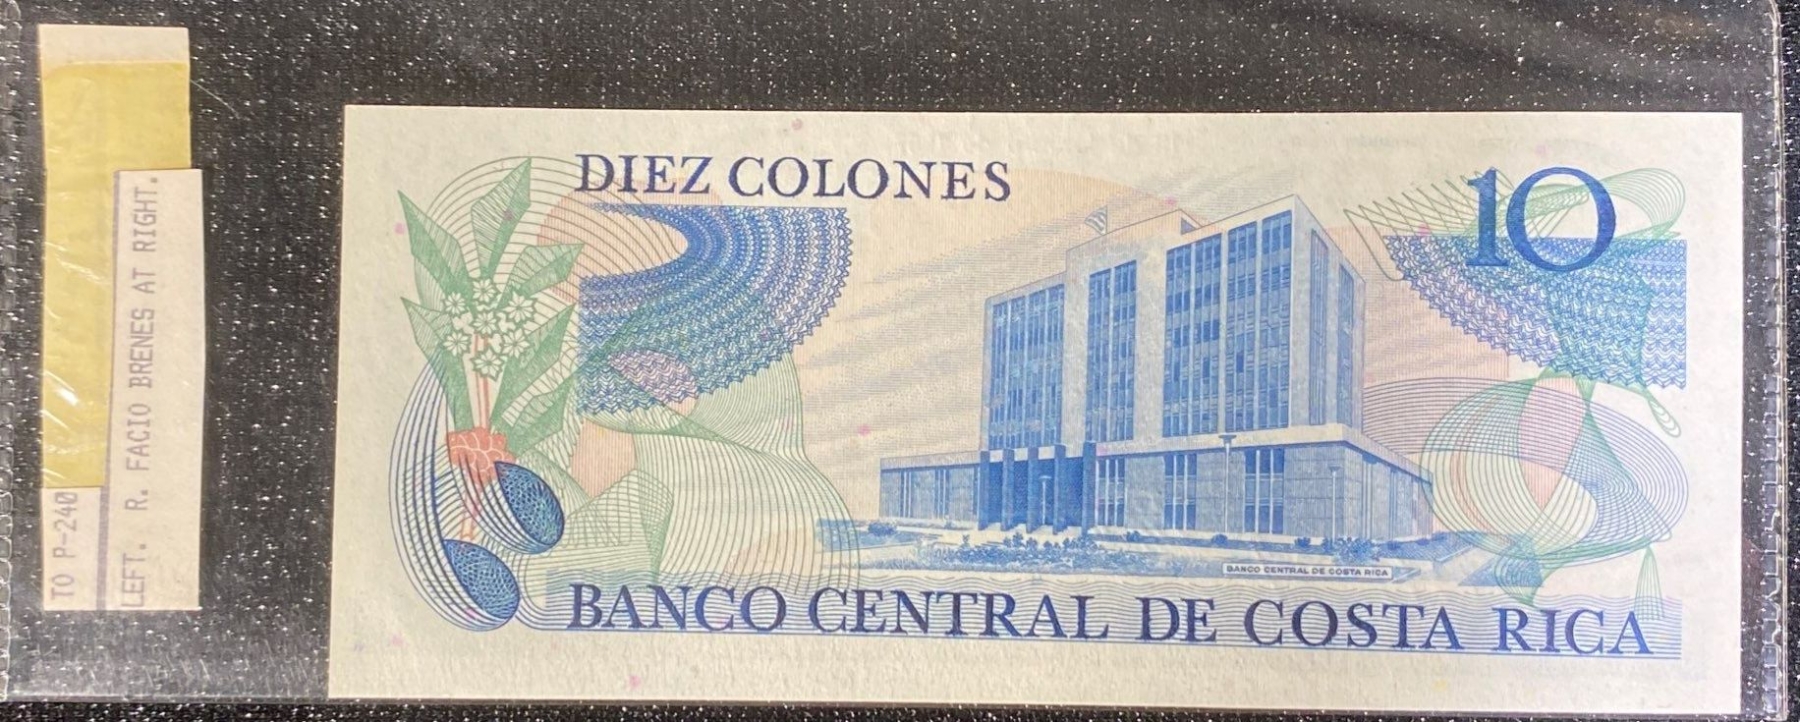 TO P-240
LEFT. R. FACIO BRENES AT RIGHT.
DIEZ COLONES
10
BANCO CENTRAL DE COSTA RICA
BANCO CENTRAL DE COSTA RICA